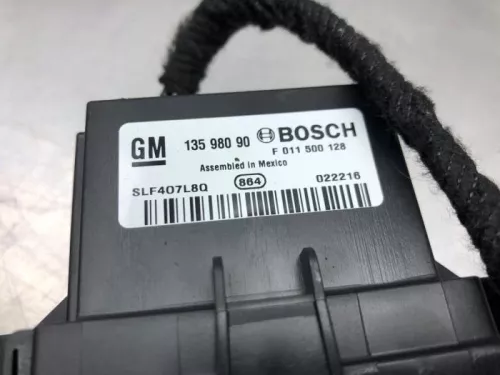 GM 135 980 90 BOSCH
F 011 500 128
Assembled in Mexico
SLF407L8Q 864 022216